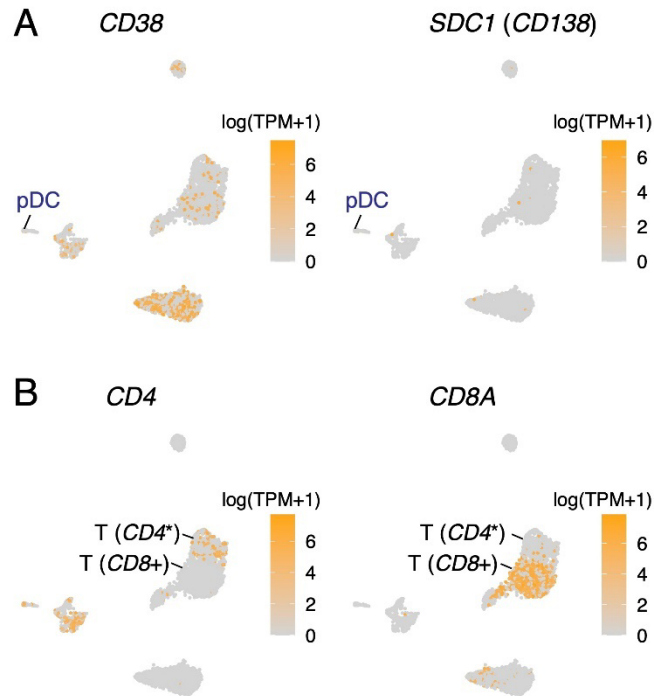 A
CD38
SDC1 (CD138)
log(TPM+1)
6
4
2
0
pDC
log(TPM+1)
6
4
2
0
pDC
B
CD4
CD8A
log(TPM+1)
6
4
2
0
T (CD4*)
T (CD8+)
log(TPM+1)
6
4
2
0
T (CD4*)
T (CD8+)